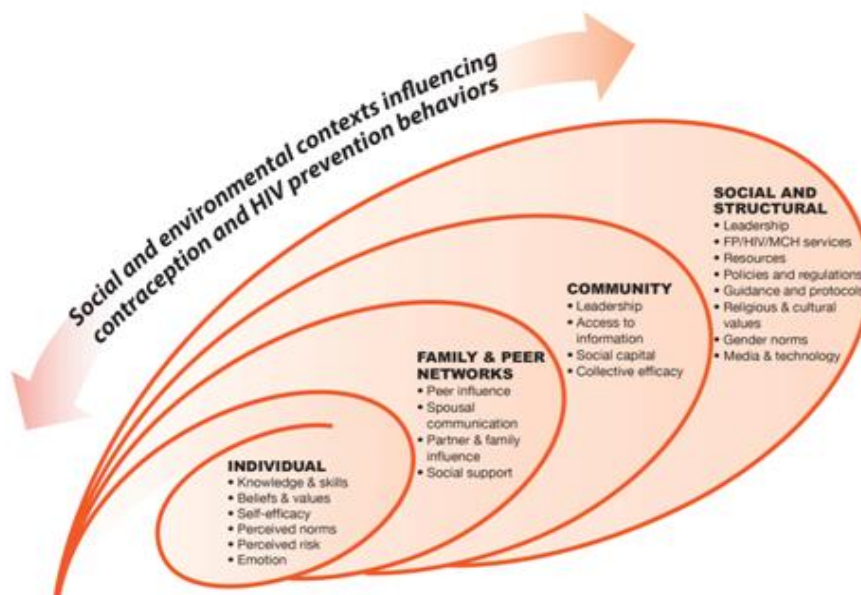 Social and environmental contexts influencing
contraception and HIV prevention behaviors
SOCIAL AND
STRUCTURAL
• Leadership
• FP/HIV/MCH services
• Resources
• Policies and regulations
• Guidance and protocols
• Religious & cultural
values
• Gender norms
• Media & technology
COMMUNITY
• Leadership
• Access to
information
• Social capital
• Collective efficacy
FAMILY & PEER
NETWORKS
• Peer influence
• Spousal
communication
• Partner & family
influence
• Social support
INDIVIDUAL
• Knowledge & skills
• Beliefs & values
• Self-efficacy
• Perceived norms
• Perceived risk
• Emotion